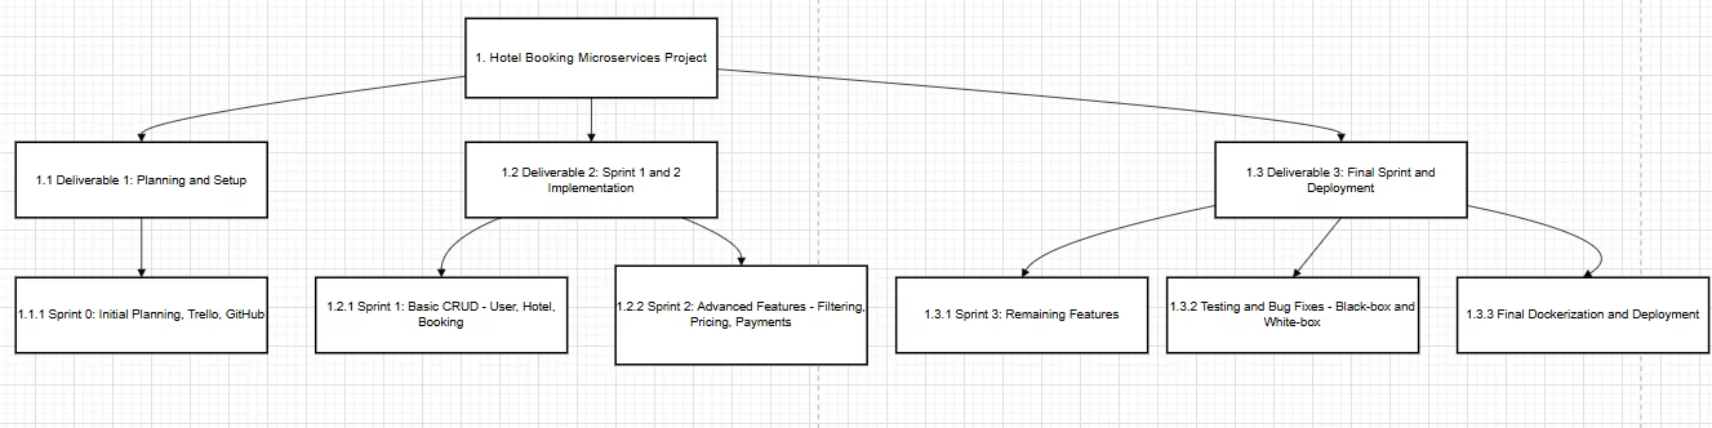 1. Hotel Booking Microservices Project
1.1 Deliverable 1: Planning and Setup
1.2 Deliverable 2: Sprint 1 and 2
Implementation
1.3 Deliverable 3: Final Sprint and
Deployment
1.1.1 Sprint 0: Initial Planning, Trello, GitHub
1.2.1 Sprint 1: Basic CRUD - User, Hotel,
Booking
1.2.2 Sprint 2: Advanced Features - Filtering,
Pricing, Payments
1.3.1 Sprint 3: Remaining Features
1.3.2 Testing and Bug Fixes - Black-box and
White-box
1.3.3 Final Dockerization and Deployment